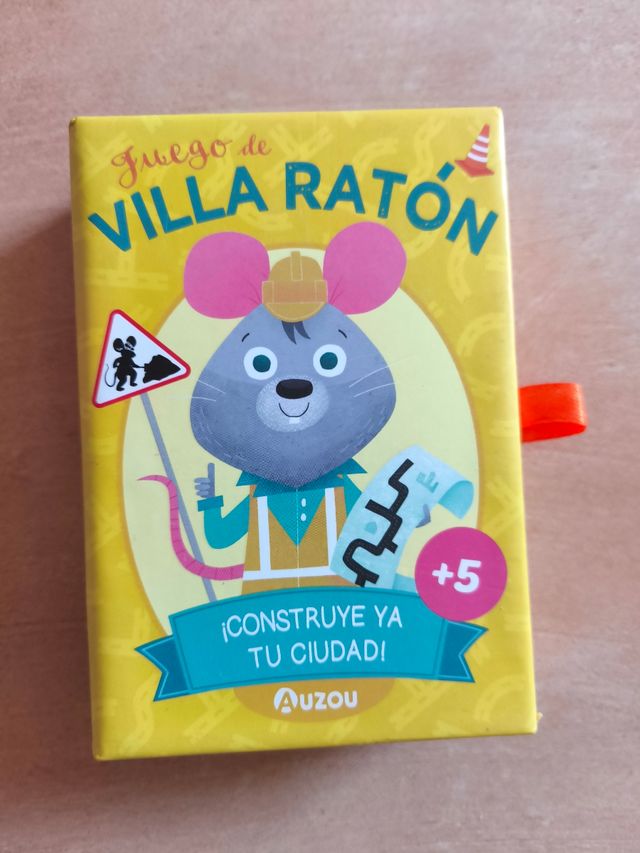 Juego de
VILLA RATÓN
E
+5
¡CONSTRUYE YA
TU CIUDAD!
AUZOU